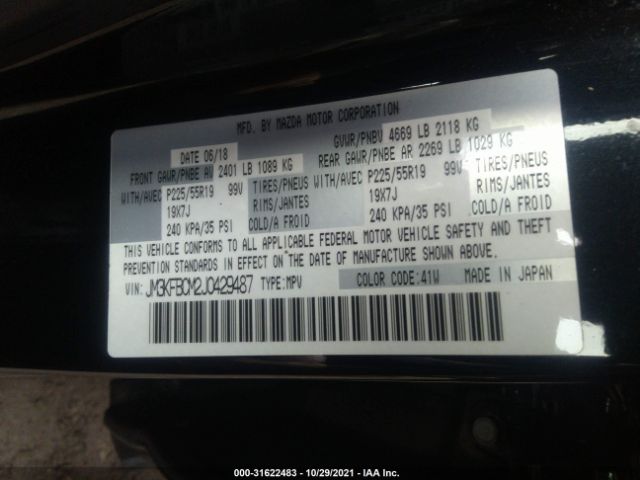 MFD. BY MAZDA MOTOR CORPORATION
DATE 06/18 GVWR/PNBV 4669 LB 2118 KG
FRONT GAWR/PNBE AV 2401 LB 1089 KG REAR GAWR/PNBE AR 2269 LB 1029 KG
WITH/AVEC P225/55R19 99V TIRES/PNEUS WITH/AVEC P225/55R19 99V TIRES/PNEUS
19X7J RIMS/JANTES 19X7J RIMS/JANTES
240 KPA/35 PSI COLD/A FROID 240 KPA/35 PSI COLD/A FROID
THIS VEHICLE CONFORMS TO ALL APPLICABLE FEDERAL MOTOR VEHICLE SAFETY AND THEFT
PREVENTION STANDARDS IN EFFECT ON THE DATE OF MANUFACTURE SHOWN ABOVE.
VIN: JM3KFBCM2J0429487 TYPE: MPV COLOR CODE: 41W MADE IN JAPAN
000-31622483 - 10/29/2021 - IAA Inc.